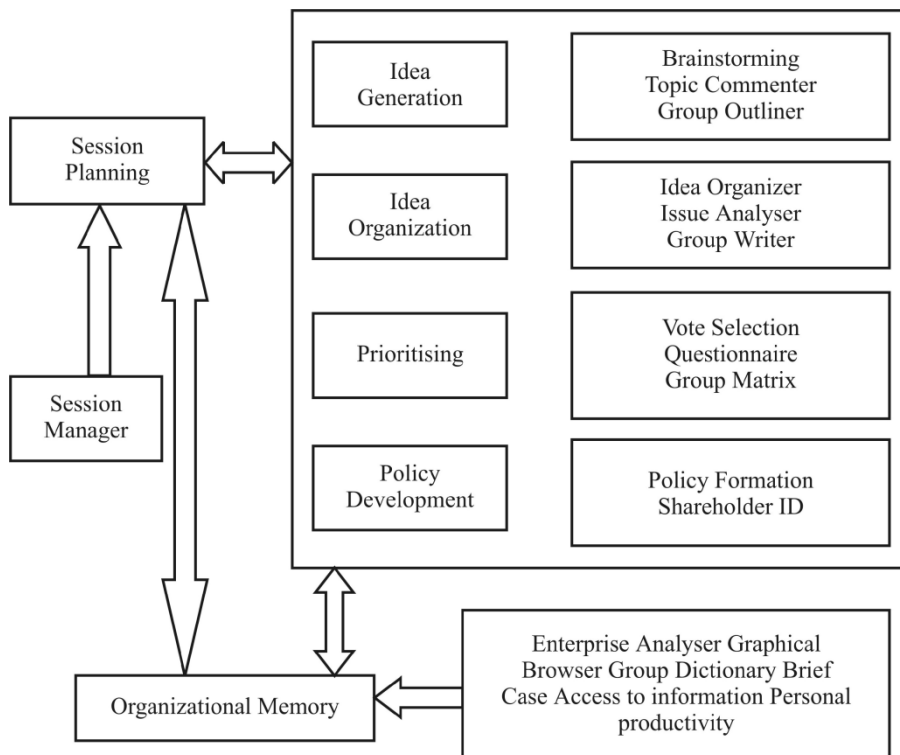 Idea
Generation
Brainstorming
Topic Commenter
Group Outliner
Session
Planning
Idea
Organization
Idea Organizer
Issue Analyser
Group Writer
Prioritising
Vote Selection
Questionnaire
Group Matrix
Session
Manager
Policy
Development
Policy Formation
Shareholder ID
Organizational Memory
Enterprise Analyser Graphical
Browser Group Dictionary Brief
Case Access to information Personal
productivity